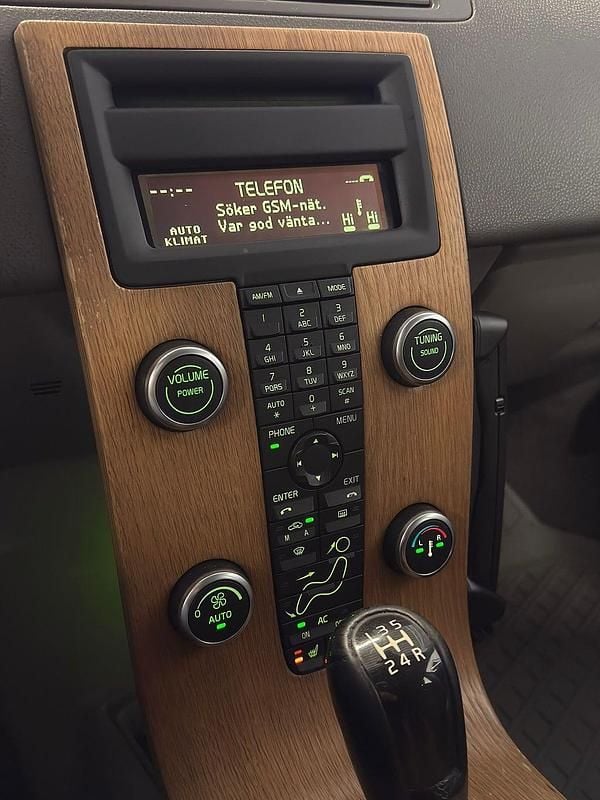 --:--
TELEFON
Söker GSM-nät.
Var god vänta...
AUTO
KLIMAT
Hi Hi
AM/FM MODE
1 2 ABC 3 DEF
4 GHI 5 JKL 6 MNO
7 PQRS 8 TUV 9 WXYZ
AUTO * 0 + SCAN #
VOLUME
POWER
TUNING
SOUND
PHONE MENU
ENTER EXIT
M A
L R
0 AUTO
AC
ON
1 3 5
2 4 R